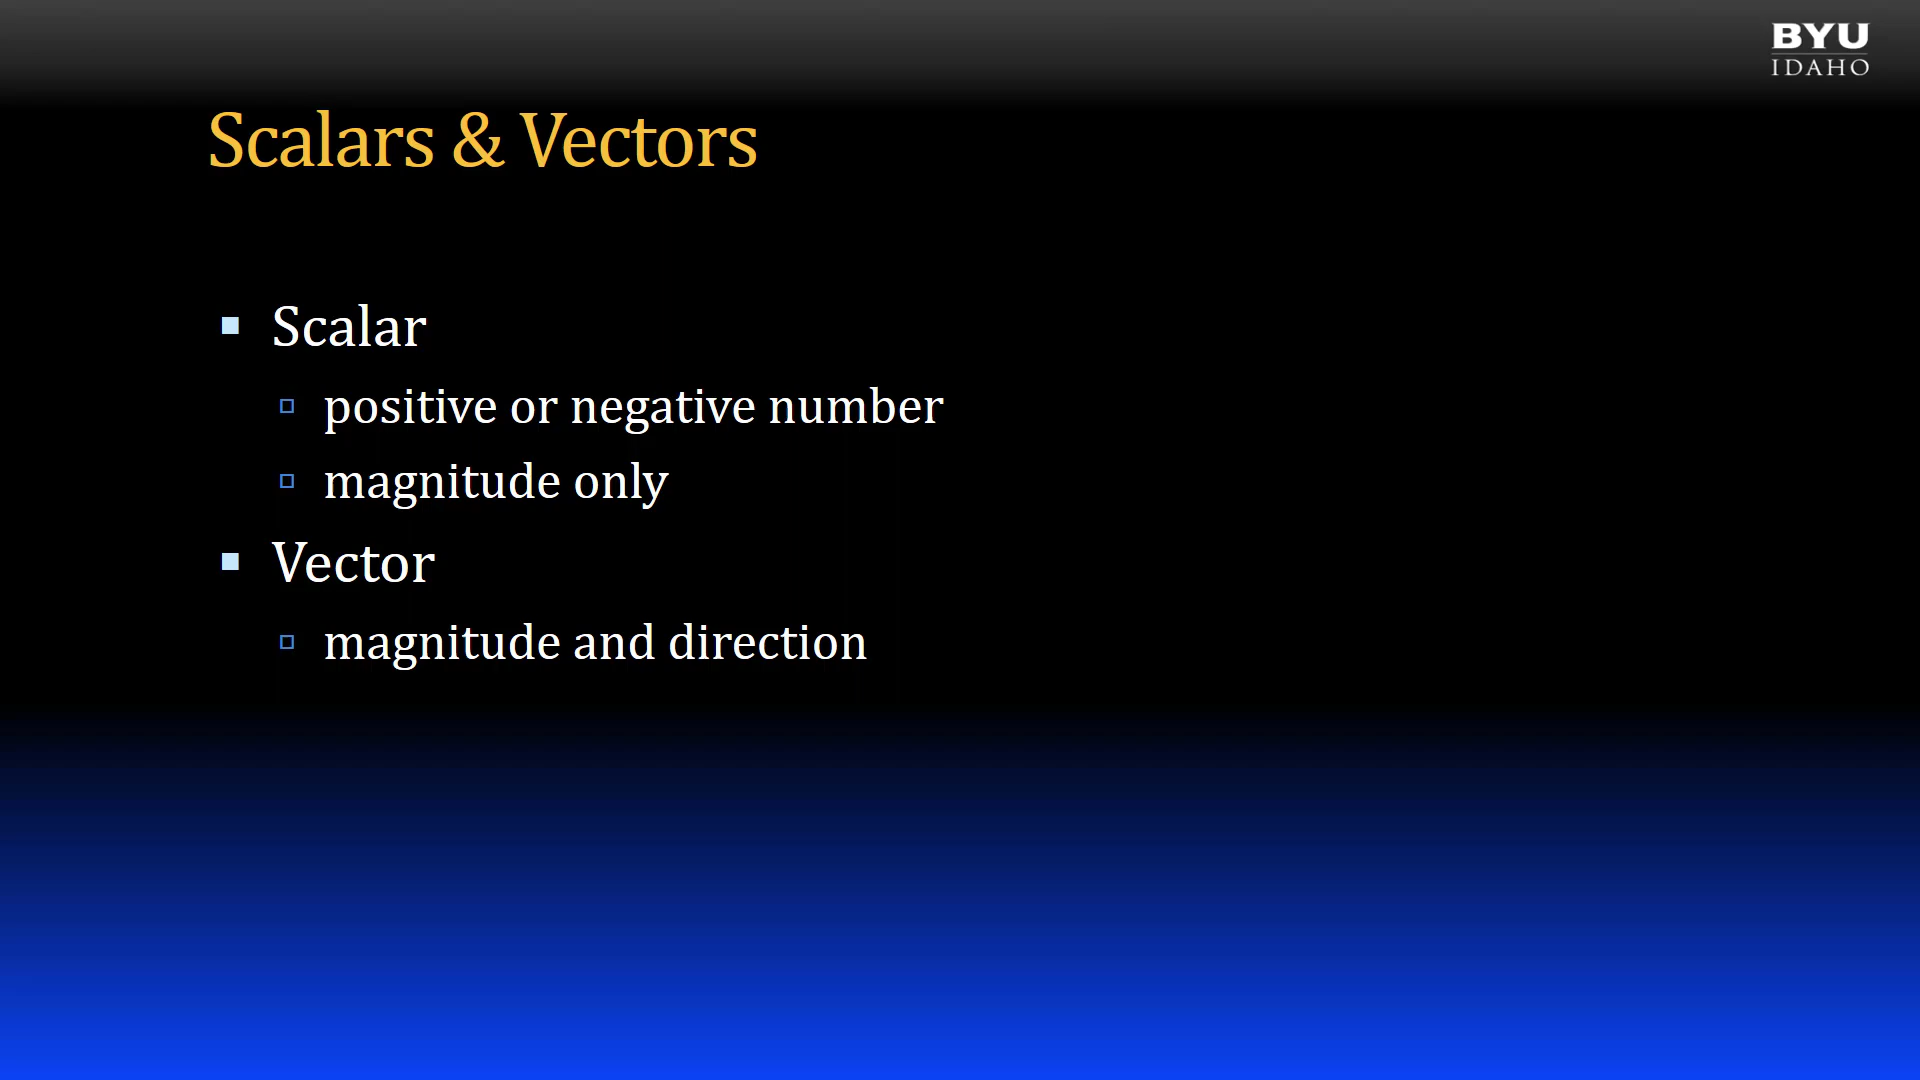 BYU
IDAHO
Scalars & Vectors
Scalar
positive or negative number
magnitude only
Vector
magnitude and direction